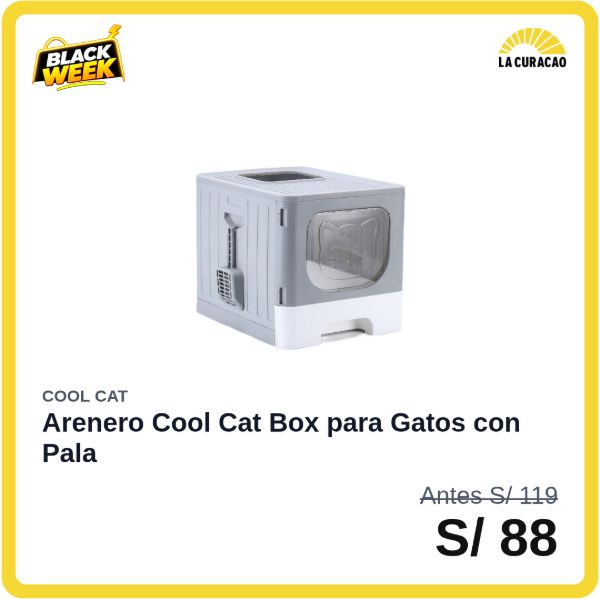 BLACK
WEEK
LA CURACAO
COOL CAT
Arenero Cool Cat Box para Gatos con
Pala
Antes S/ 119
S/ 88